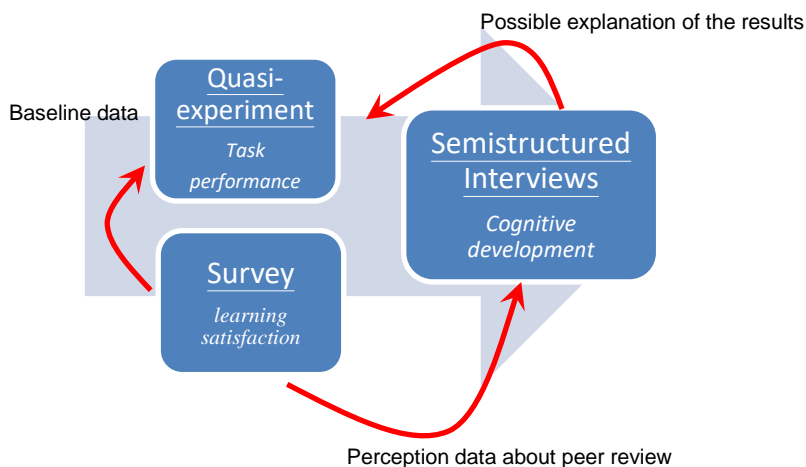 Possible explanation of the results
Baseline data
Quasi-
experiment
Task
performance
Semistructured
Interviews
Cognitive
development
Survey
learning
satisfaction
Perception data about peer review